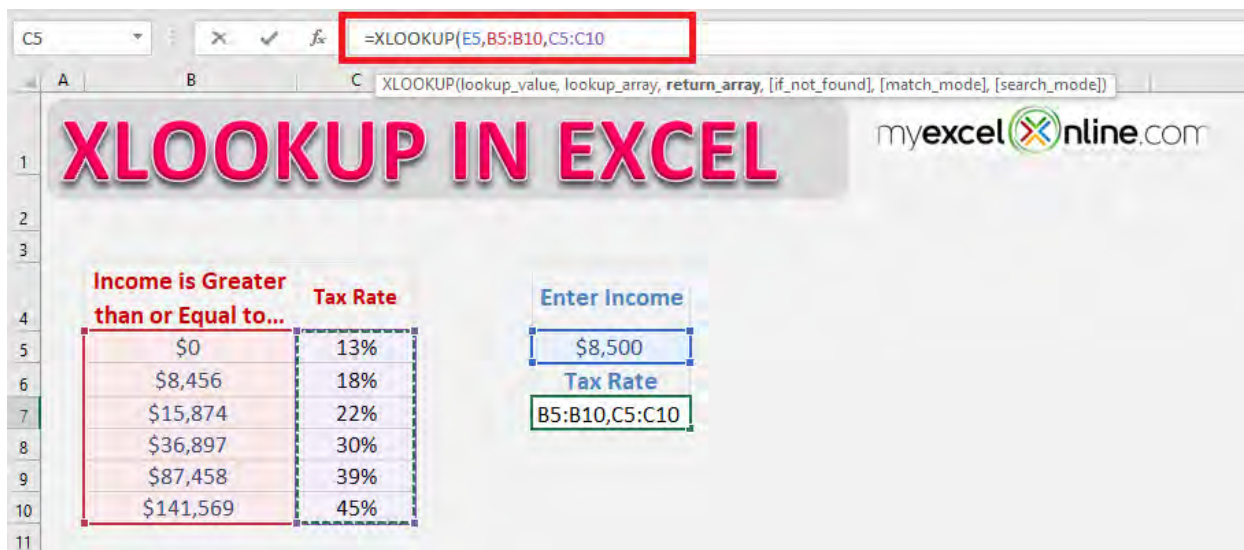 C5 fx =XLOOKUP(E5,B5:B10,C5:C10
A B C XLOOKUP(lookup_value, lookup_array, return_array, [if_not_found], [match_mode], [search_mode])
1 XLOOKUP IN EXCEL myexcelOnline.com
2
3
Income is Greater
4 than or Equal to... Tax Rate Enter Income
5 $0 13% $8,500
6 $8,456 18% Tax Rate
7 $15,874 22% B5:B10,C5:C10
8 $36,897 30%
9 $87,458 39%
10 $141,569 45%
11